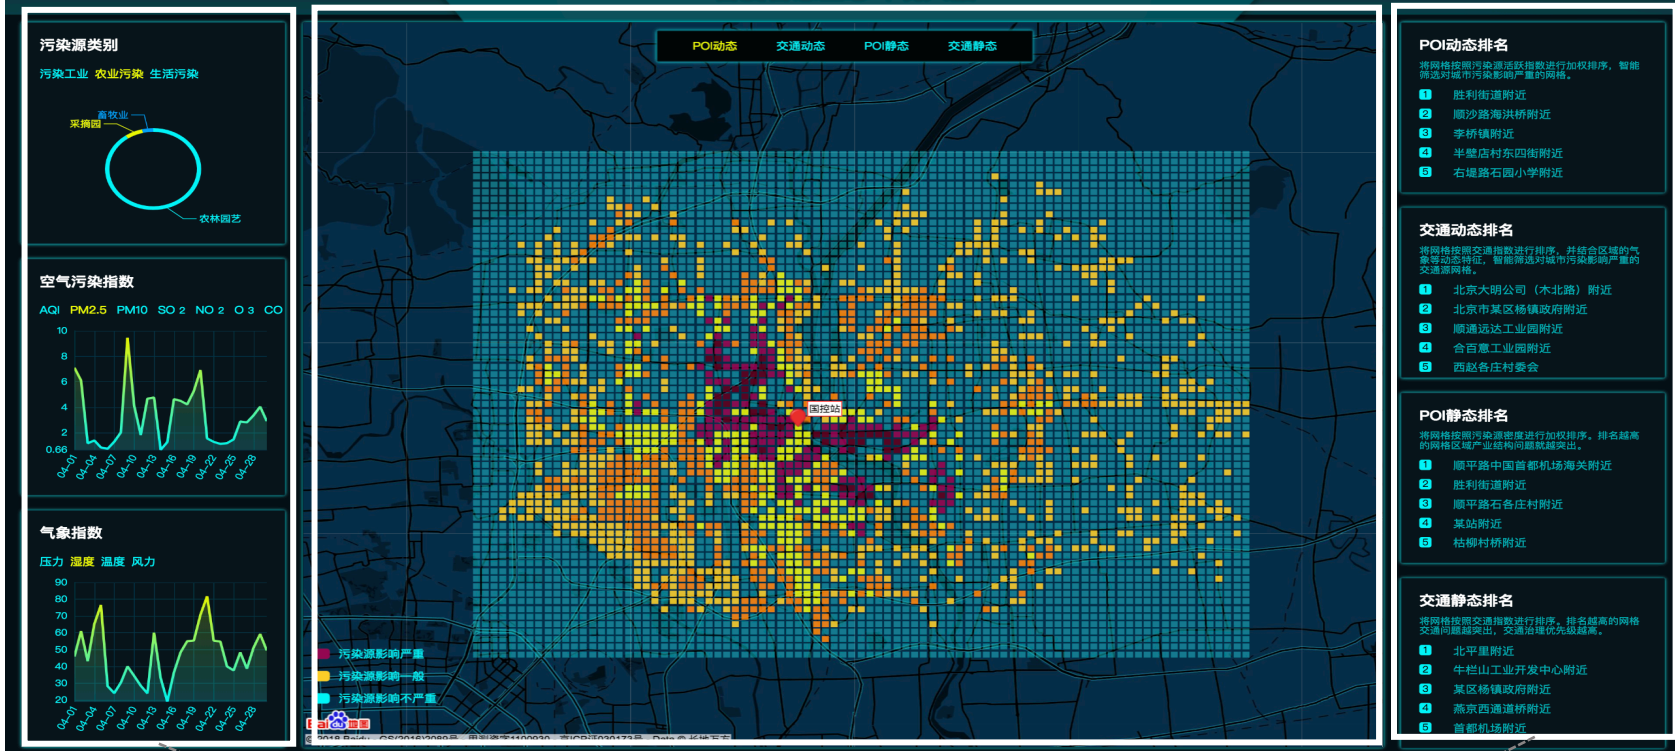 污染源类别
污染工业 农业污染 生活污染
畜牧业
采摘园
农林园艺
空气污染指数
AQI PM2.5 PM10 SO 2 NO 2 O 3 CO
10
8
6
4
2
0.66
04-01 04-04 04-07 04-10 04-13 04-16 04-19 04-22 04-25 04-28
气象指数
压力 湿度 温度 风力
90
80
70
60
50
40
30
20
04-01 04-04 04-07 04-10 04-13 04-16 04-19 04-22 04-25 04-28
POI动态 交通动态 POI静态 交通静态
国控站
污染源影响严重
污染源影响一般
污染源影响不严重
Bai du 地图
POI动态排名
将网格按照污染源活跃指数进行加权排序，智能
筛选对城市污染影响严重的网格。
1 胜利街道附近
2 顺沙路海洪桥附近
3 李桥镇附近
4 半壁店村东四街附近
5 右堤路石园小学附近
交通动态排名
将网格按照交通指数进行排序，并结合区域的气
象等动态特征，智能筛选对城市污染影响严重的
交通源网格。
1 北京大明公司（木北路）附近
2 北京市某区杨镇政府附近
3 顺通远达工业园附近
4 合百意工业园附近
5 西赵各庄村委会
POI静态排名
将网格按照污染源密度进行加权排序。排名越高
的网格区域产业结构问题就越突出。
1 顺平路中国首都机场海关附近
2 胜利街道附近
3 顺平路石各庄村附近
4 某站附近
5 枯柳村桥附近
交通静态排名
将网格按照交通指数进行排序。排名越高的网格
交通问题越突出，交通治理优先级越高。
1 北平里附近
2 牛栏山工业开发中心附近
3 某区杨镇政府附近
4 燕京西通道桥附近
5 首都机场附近